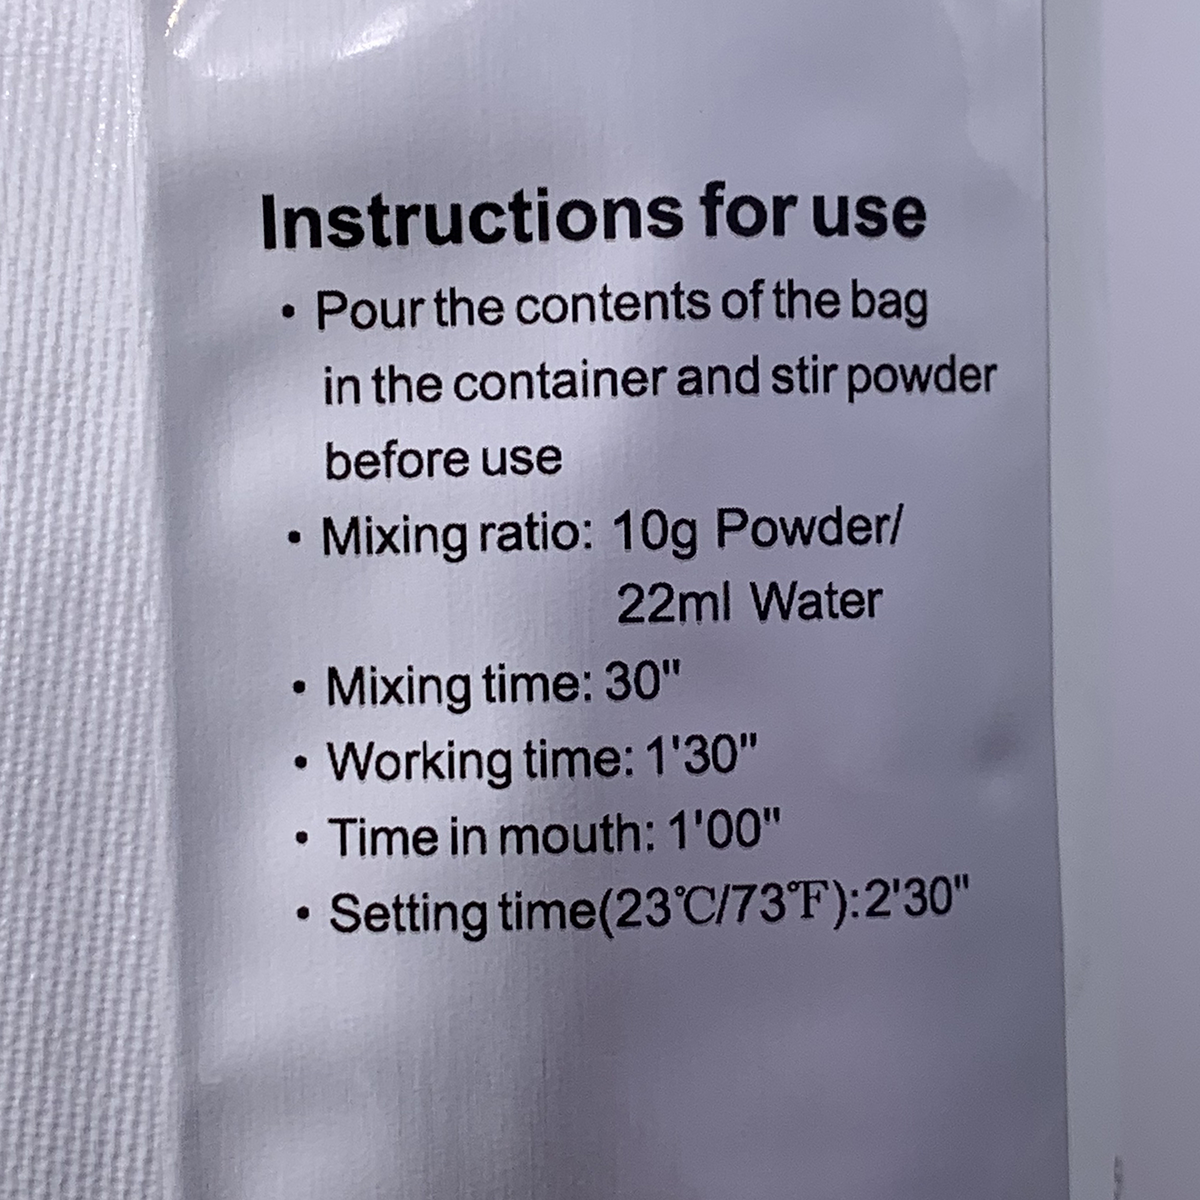 Instructions for use
• Pour the contents of the bag
in the container and stir powder
before use
• Mixing ratio: 10g Powder/
22ml Water
• Mixing time: 30"
• Working time: 1'30"
• Time in mouth: 1'00"
• Setting time(23℃/73℉):2'30"